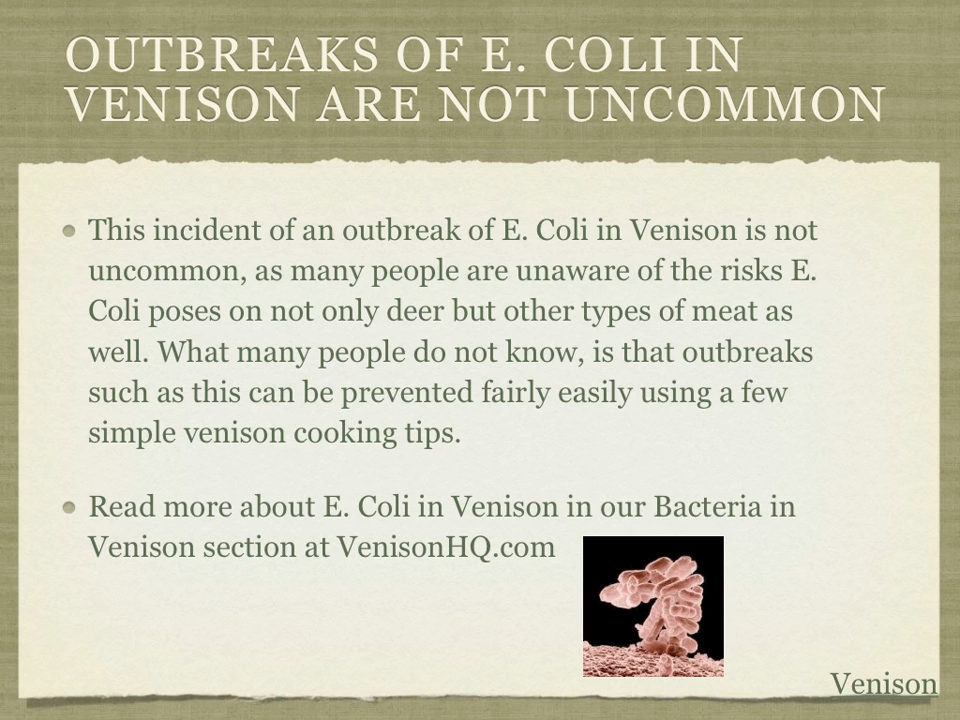 OUTBREAKS OF E. COLI IN
VENISON ARE NOT UNCOMMON
This incident of an outbreak of E. Coli in Venison is not
uncommon, as many people are unaware of the risks E.
Coli poses on not only deer but other types of meat as
well. What many people do not know, is that outbreaks
such as this can be prevented fairly easily using a few
simple venison cooking tips.
Read more about E. Coli in Venison in our Bacteria in
Venison section at VenisonHQ.com
Venison